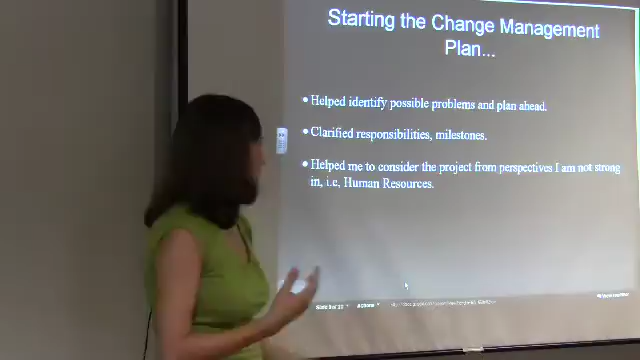 Starting the Change Management
Plan...
• Helped identify possible problems and plan ahead.
• Clarified responsibilities, milestones.
• Helped me to consider the project from perspectives I am not strong
in, i.e, Human Resources.
Actions